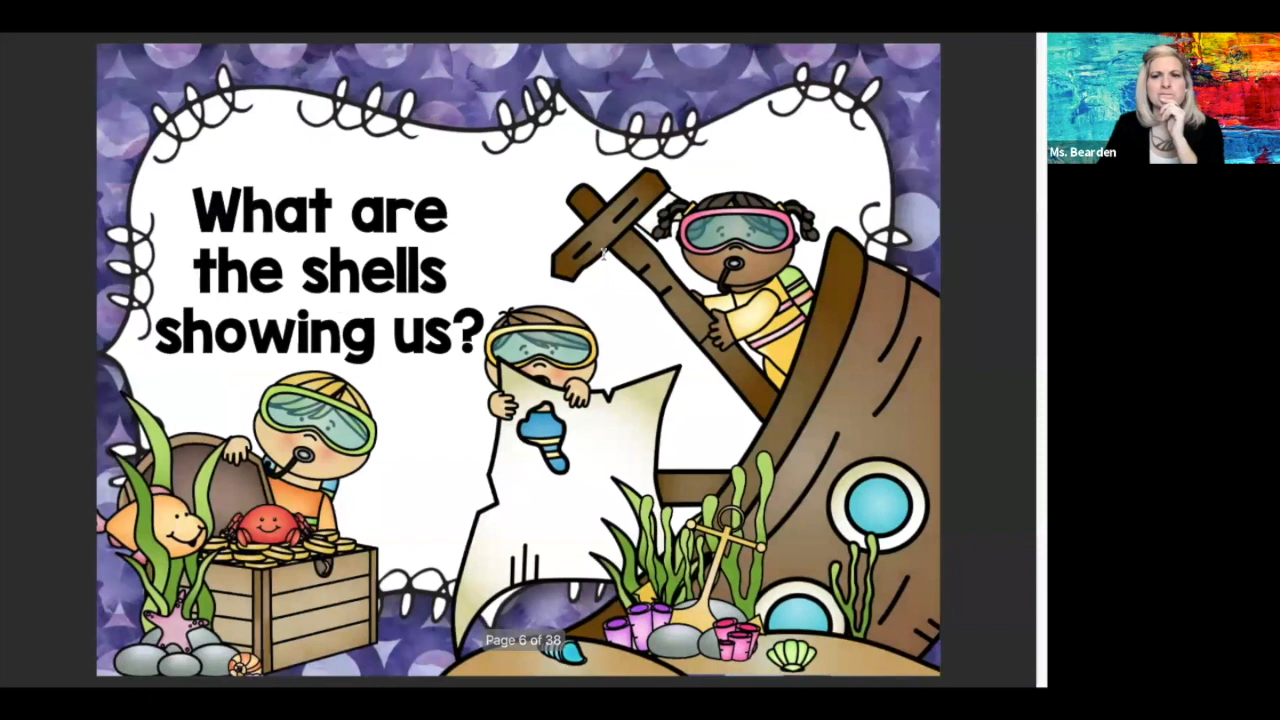 What are
the shells
showing us?
Ms. Bearden
Page 6 of 38